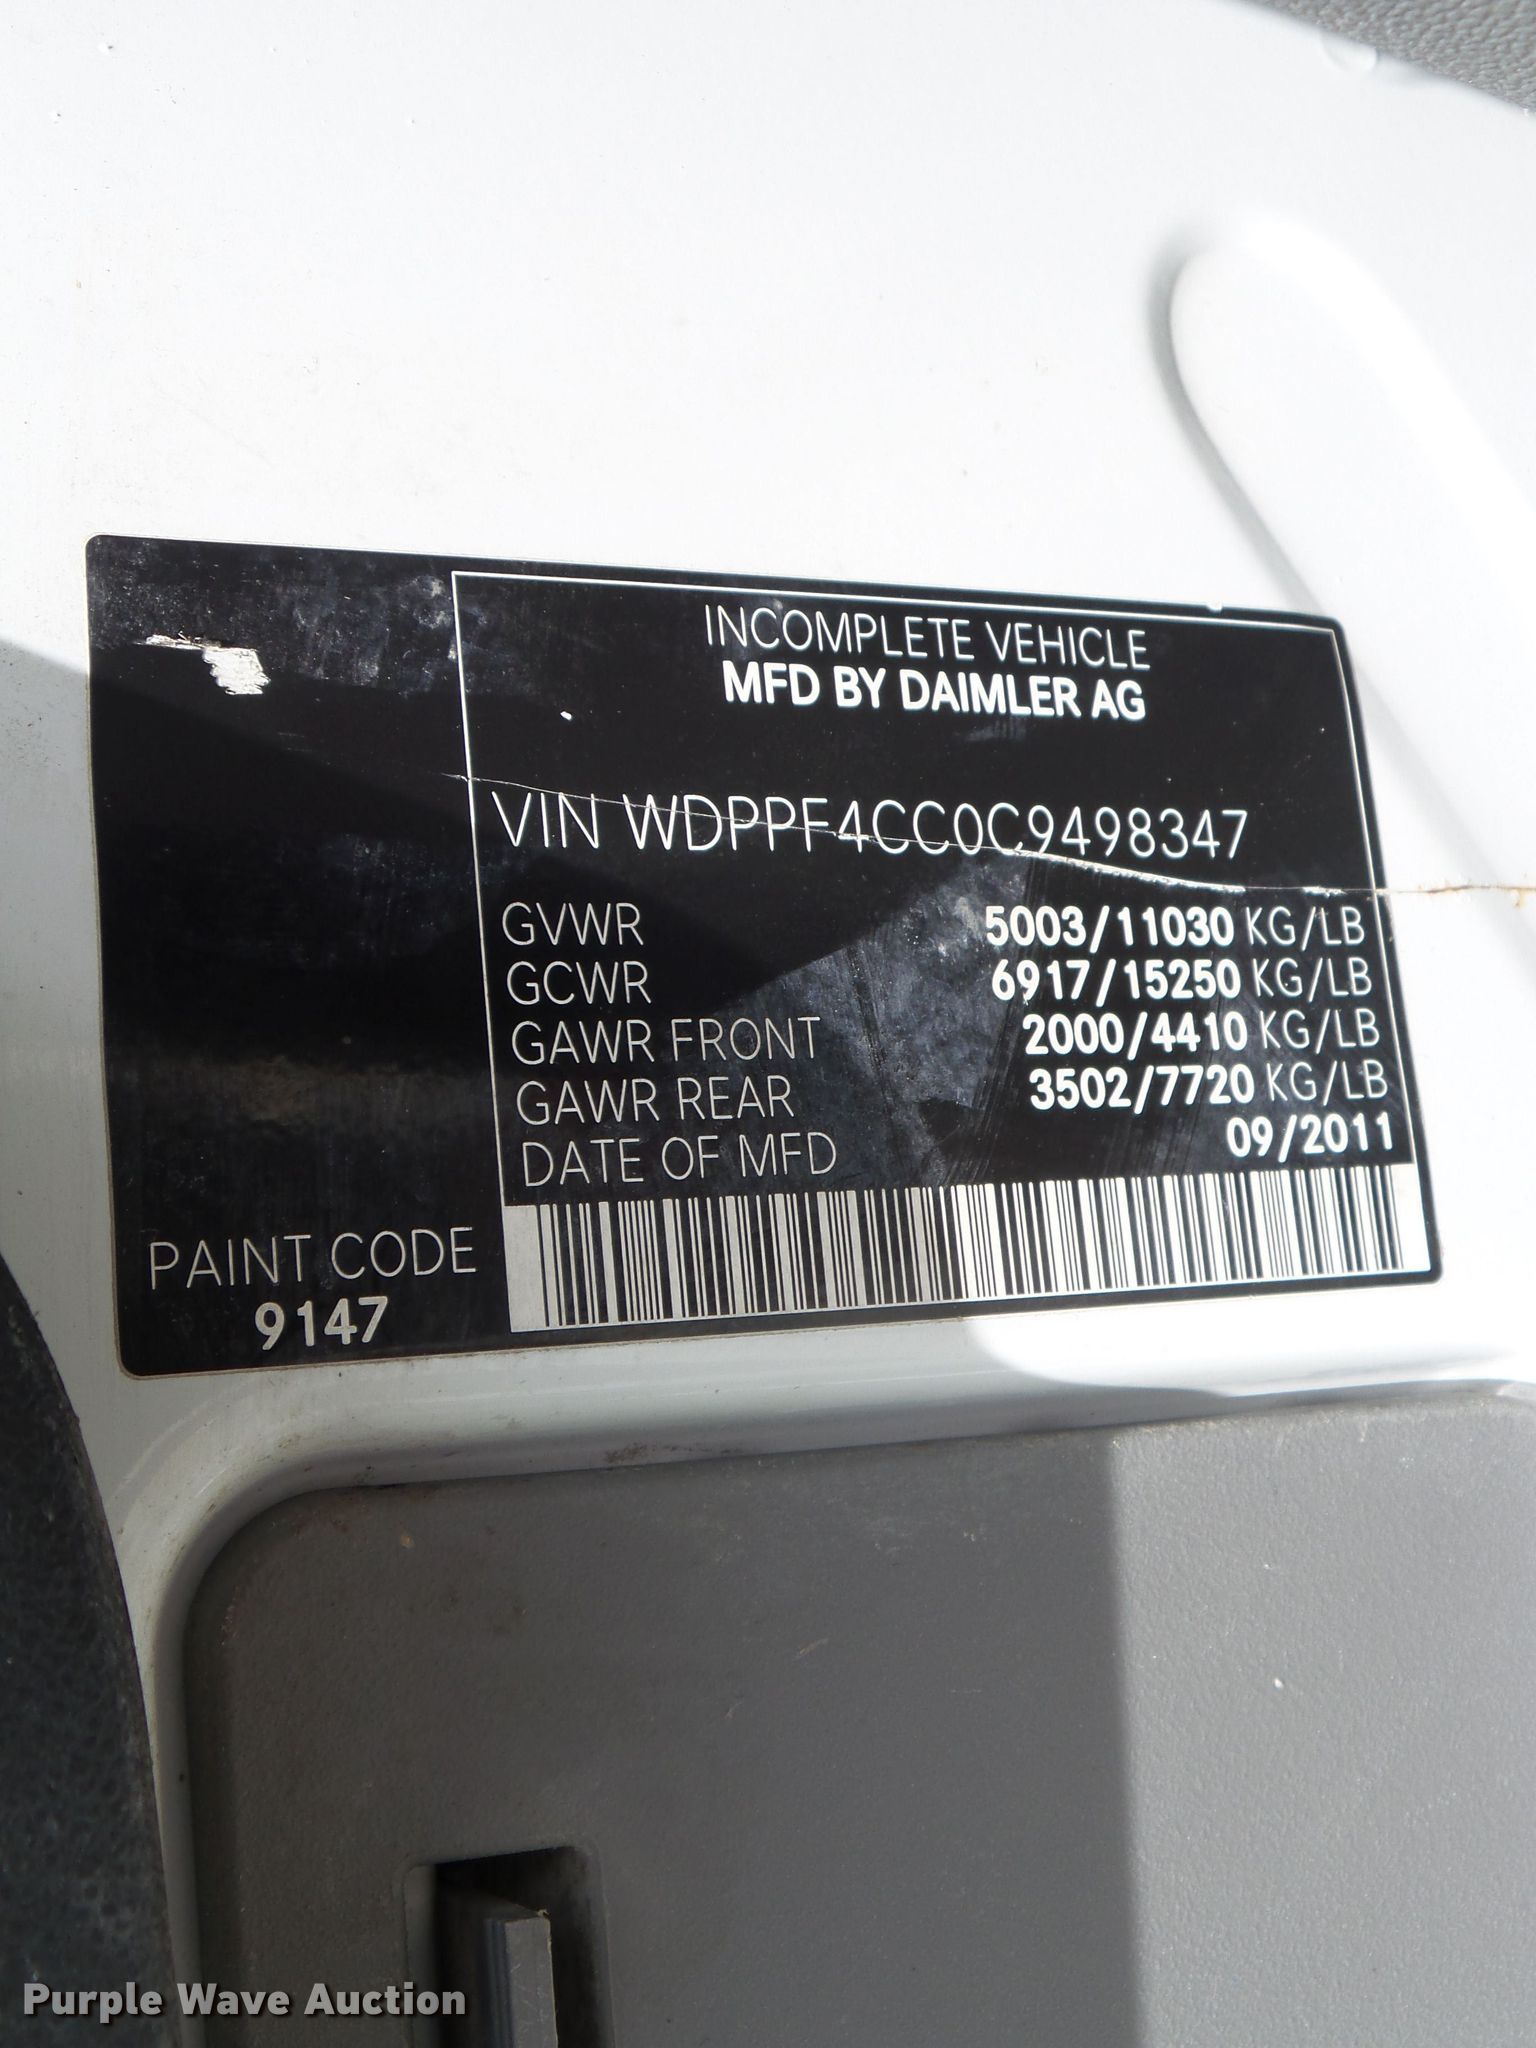 INCOMPLETE VEHICLE
MFD BY DAIMLER AG
VIN WDPPF4CC0C9498347
GVWR 5003/11030 KG/LB
GCWR 6917/15250 KG/LB
GAWR FRONT 2000/4410 KG/LB
GAWR REAR 3502/7720 KG/LB
DATE OF MFD 09/2011
PAINT CODE
9147
Purple Wave Auction